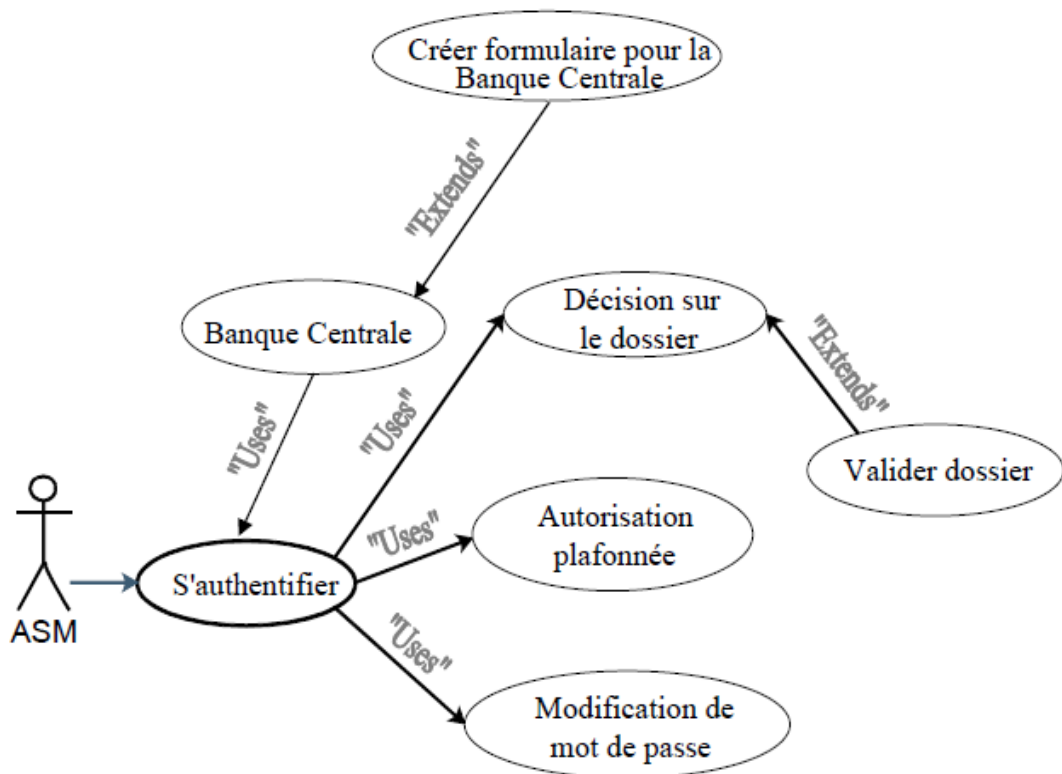 Créer formulaire pour la
Banque Centrale
"Extends"
Banque Centrale
Décision sur
le dossier
"Extends"
"Uses"
"Uses"
Valider dossier
Autorisation
plafonnée
"Uses"
S'authentifier
ASM
"Uses"
Modification de
mot de passe